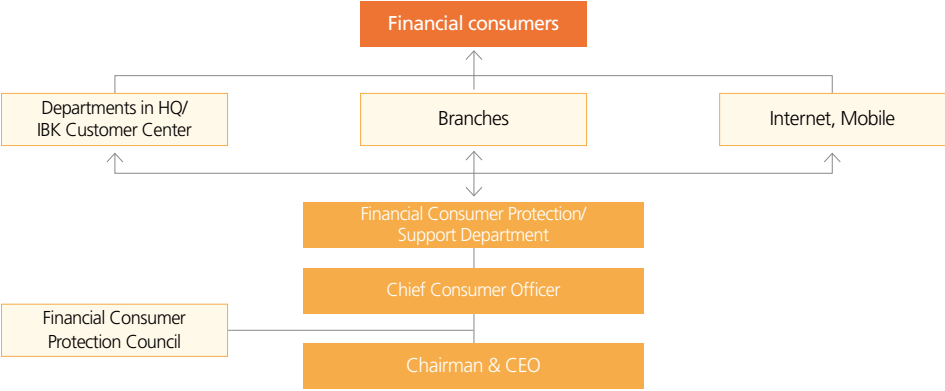 Financial consumers
Departments in HQ/
IBK Customer Center
Branches
Internet, Mobile
Financial Consumer Protection/
Support Department
Chief Consumer Officer
Financial Consumer
Protection Council
Chairman & CEO